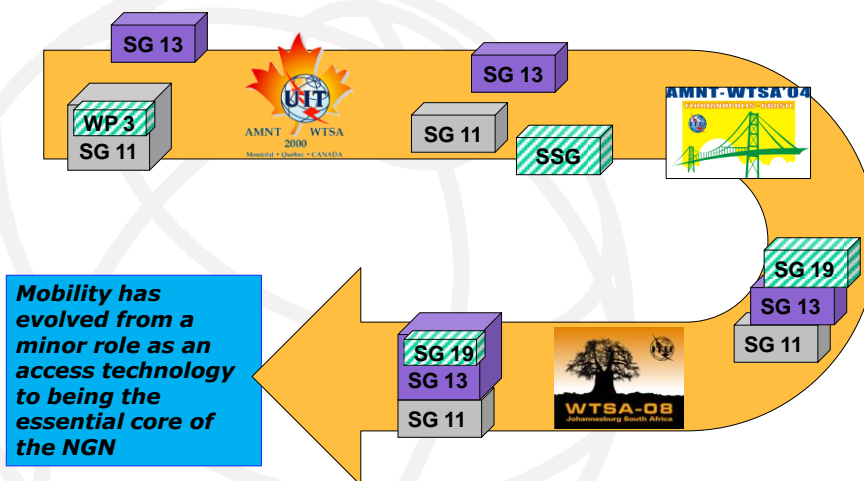 SG 13
WP 3
SG 11
UIT
AMNT WTSA
2000
Montréal • Québec • CANADA
SG 13
SG 11
SSG
AMNT-WTSA'04
FLORIANÓPOLIS - BRASIL
SG 19
SG 13
SG 11
WTSA-08
Johannesburg South Africa
SG 19
SG 13
SG 11
Mobility has
evolved from a
minor role as an
access technology
to being the
essential core of
the NGN